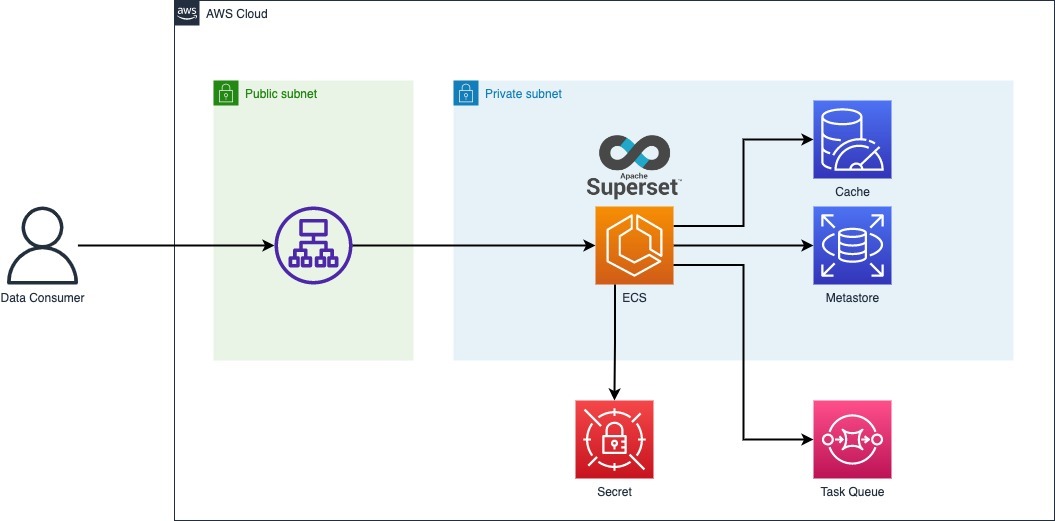 aws
AWS Cloud
Public subnet
Private subnet
Apache
Superset™
Cache
Data Consumer
ECS
Metastore
Secret
Task Queue